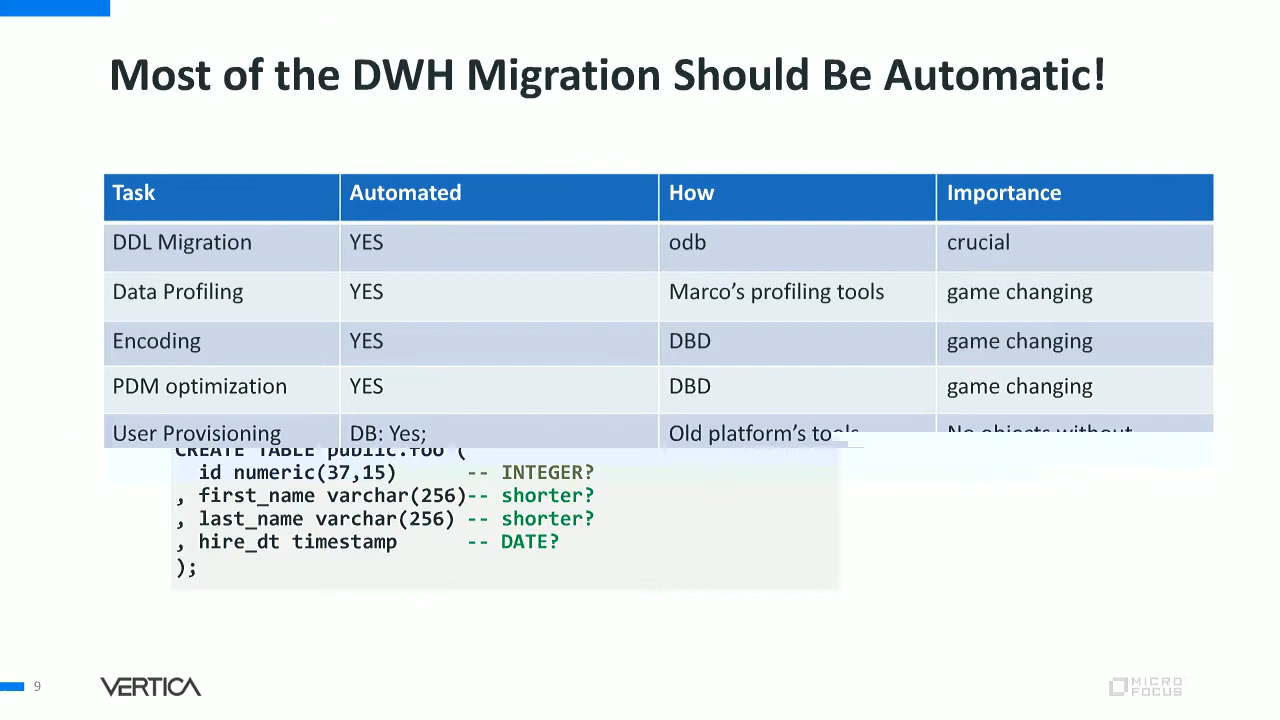 Most of the DWH Migration Should Be Automatic!
Task Automated How Importance
DDL Migration YES odb crucial
Data Profiling YES Marco's profiling tools game changing
Encoding YES DBD game changing
PDM optimization YES DBD game changing
User Provisioning DB: Yes; Old platform's tools No objects without
CREATE TABLE public.foo (
id numeric(37,15) -- INTEGER?
, first_name varchar(256)-- shorter?
, last_name varchar(256) -- shorter?
, hire_dt timestamp -- DATE?
);
9 VERTICA
MICRO
FOCUS